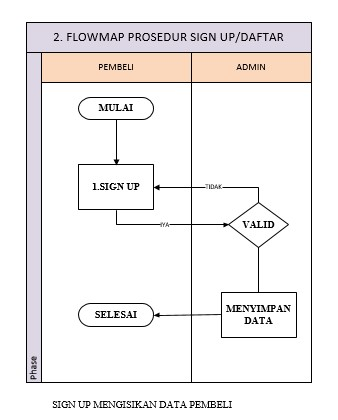 2. FLOWMAP PROSEDUR SIGN UP/DAFTAR
PEMBELI
ADMIN
MULAI
1.SIGN UP
TIDAK
IYA
VALID
SELESAI
MENYIMPAN
DATA
Phase
SIGN UP MENGISIKAN DATA PEMBELI